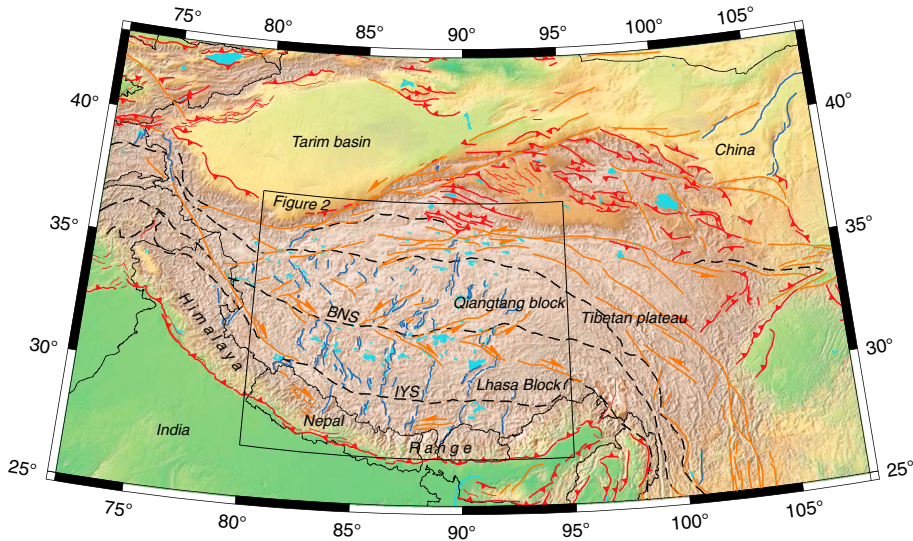 75° 80° 85° 90° 95° 100° 105°
40° 40°
Tarim basin
China
Figure 2
35° 35°
Qiangtang block
BNS
Tibetan plateau
Himalaya
30° 30°
Lhasa Block
IYS
Nepal
India
Range
25° 25°
75° 80° 85° 90° 95° 100° 105°